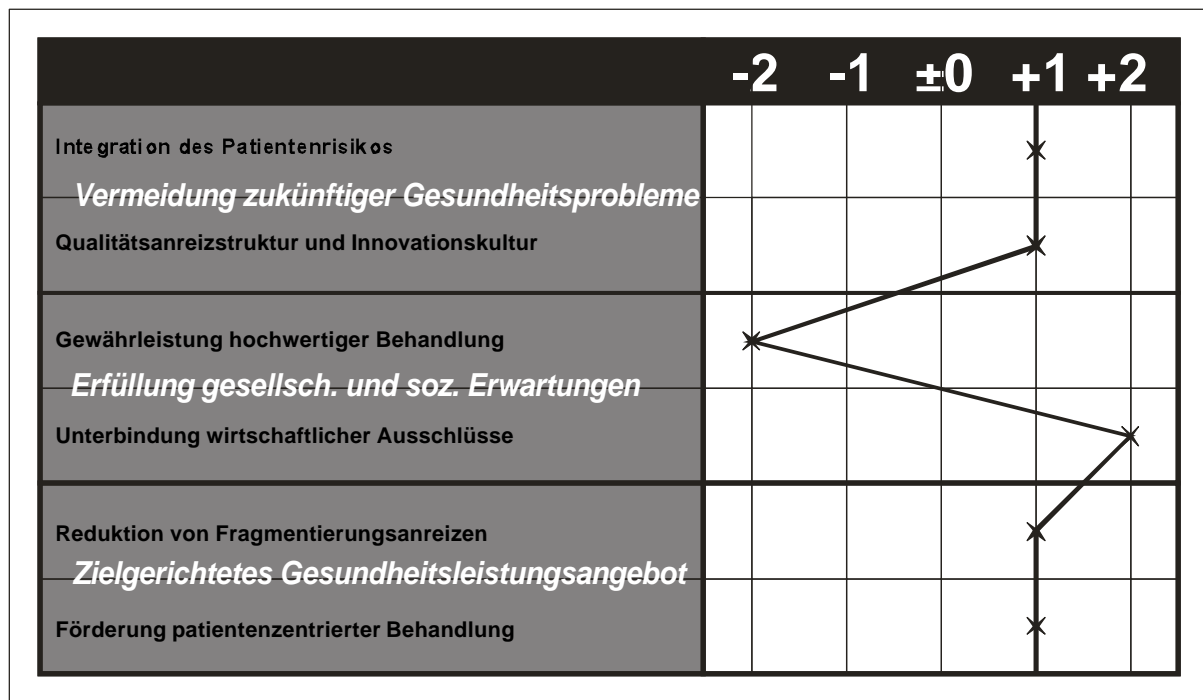 -2 -1 ±0 +1 +2
Integration des Patientenrisikos
Vermeidung zukünftiger Gesundheitsprobleme
Qualitätsanreizstruktur und Innovationskultur
Gewährleistung hochwertiger Behandlung
Erfüllung gesellsch. und soz. Erwartungen
Unterbindung wirtschaftlicher Ausschlüsse
Reduktion von Fragmentierungsanreizen
Zielgerichtetes Gesundheitsleistungsangebot
Förderung patientenzentrierter Behandlung